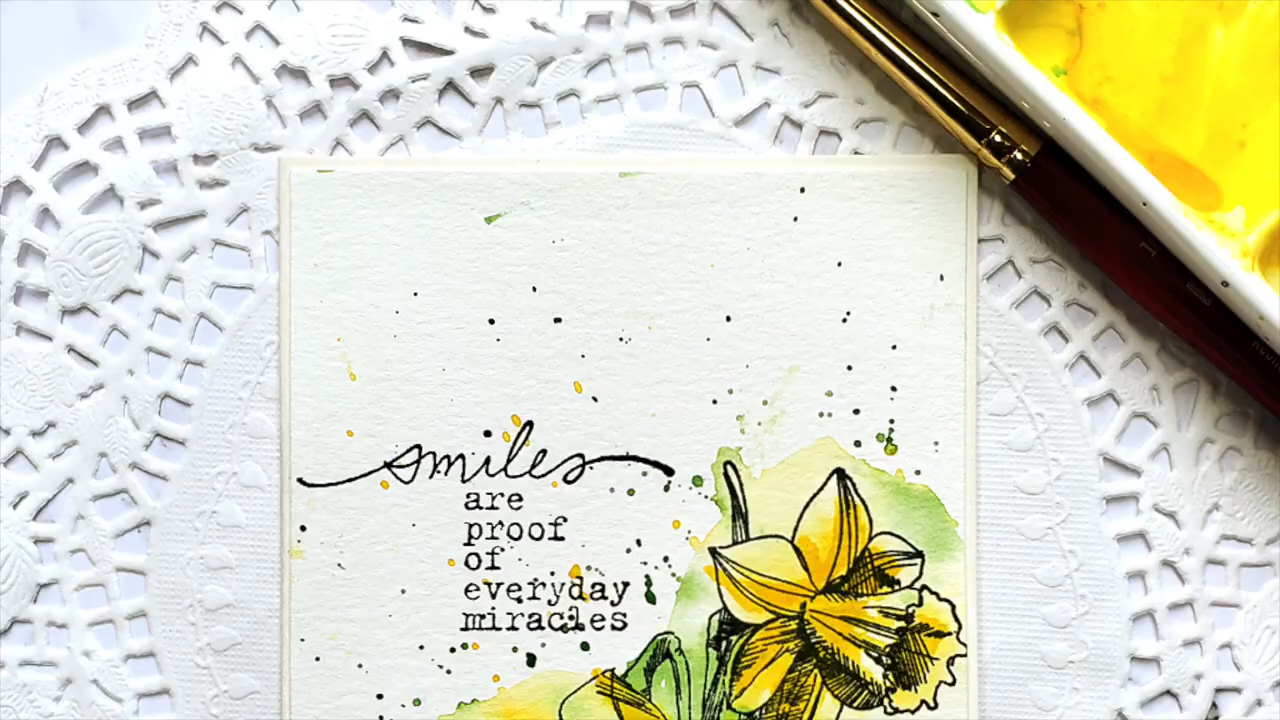 smiles
are
proof
of
everyday
miracles